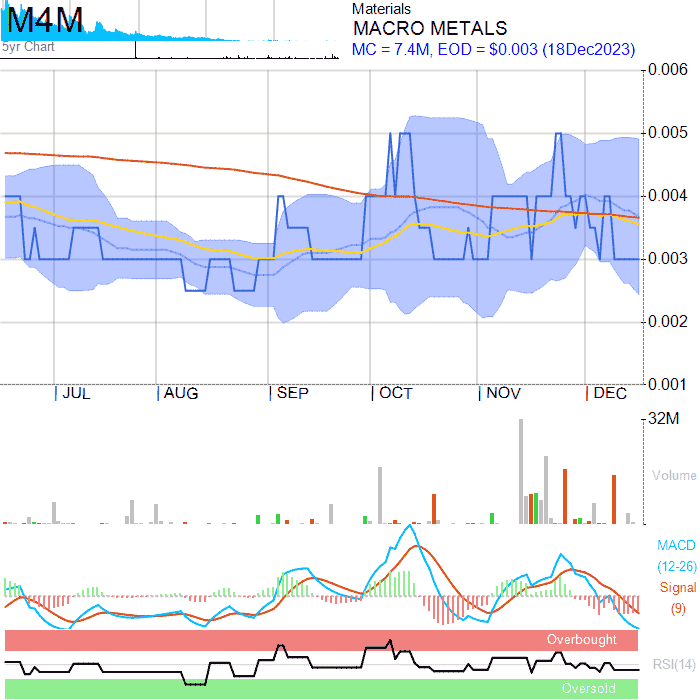 M4M
5yr Chart
Materials
MACRO METALS
MC = 7.4M, EOD = $0.003 (18Dec2023)
0.006
0.005
0.004
0.003
0.002
0.001
JUL AUG SEP OCT NOV DEC
32M
Volume
MACD
(12-26)
Signal
(9)
Overbought
RSI(14)
Oversold